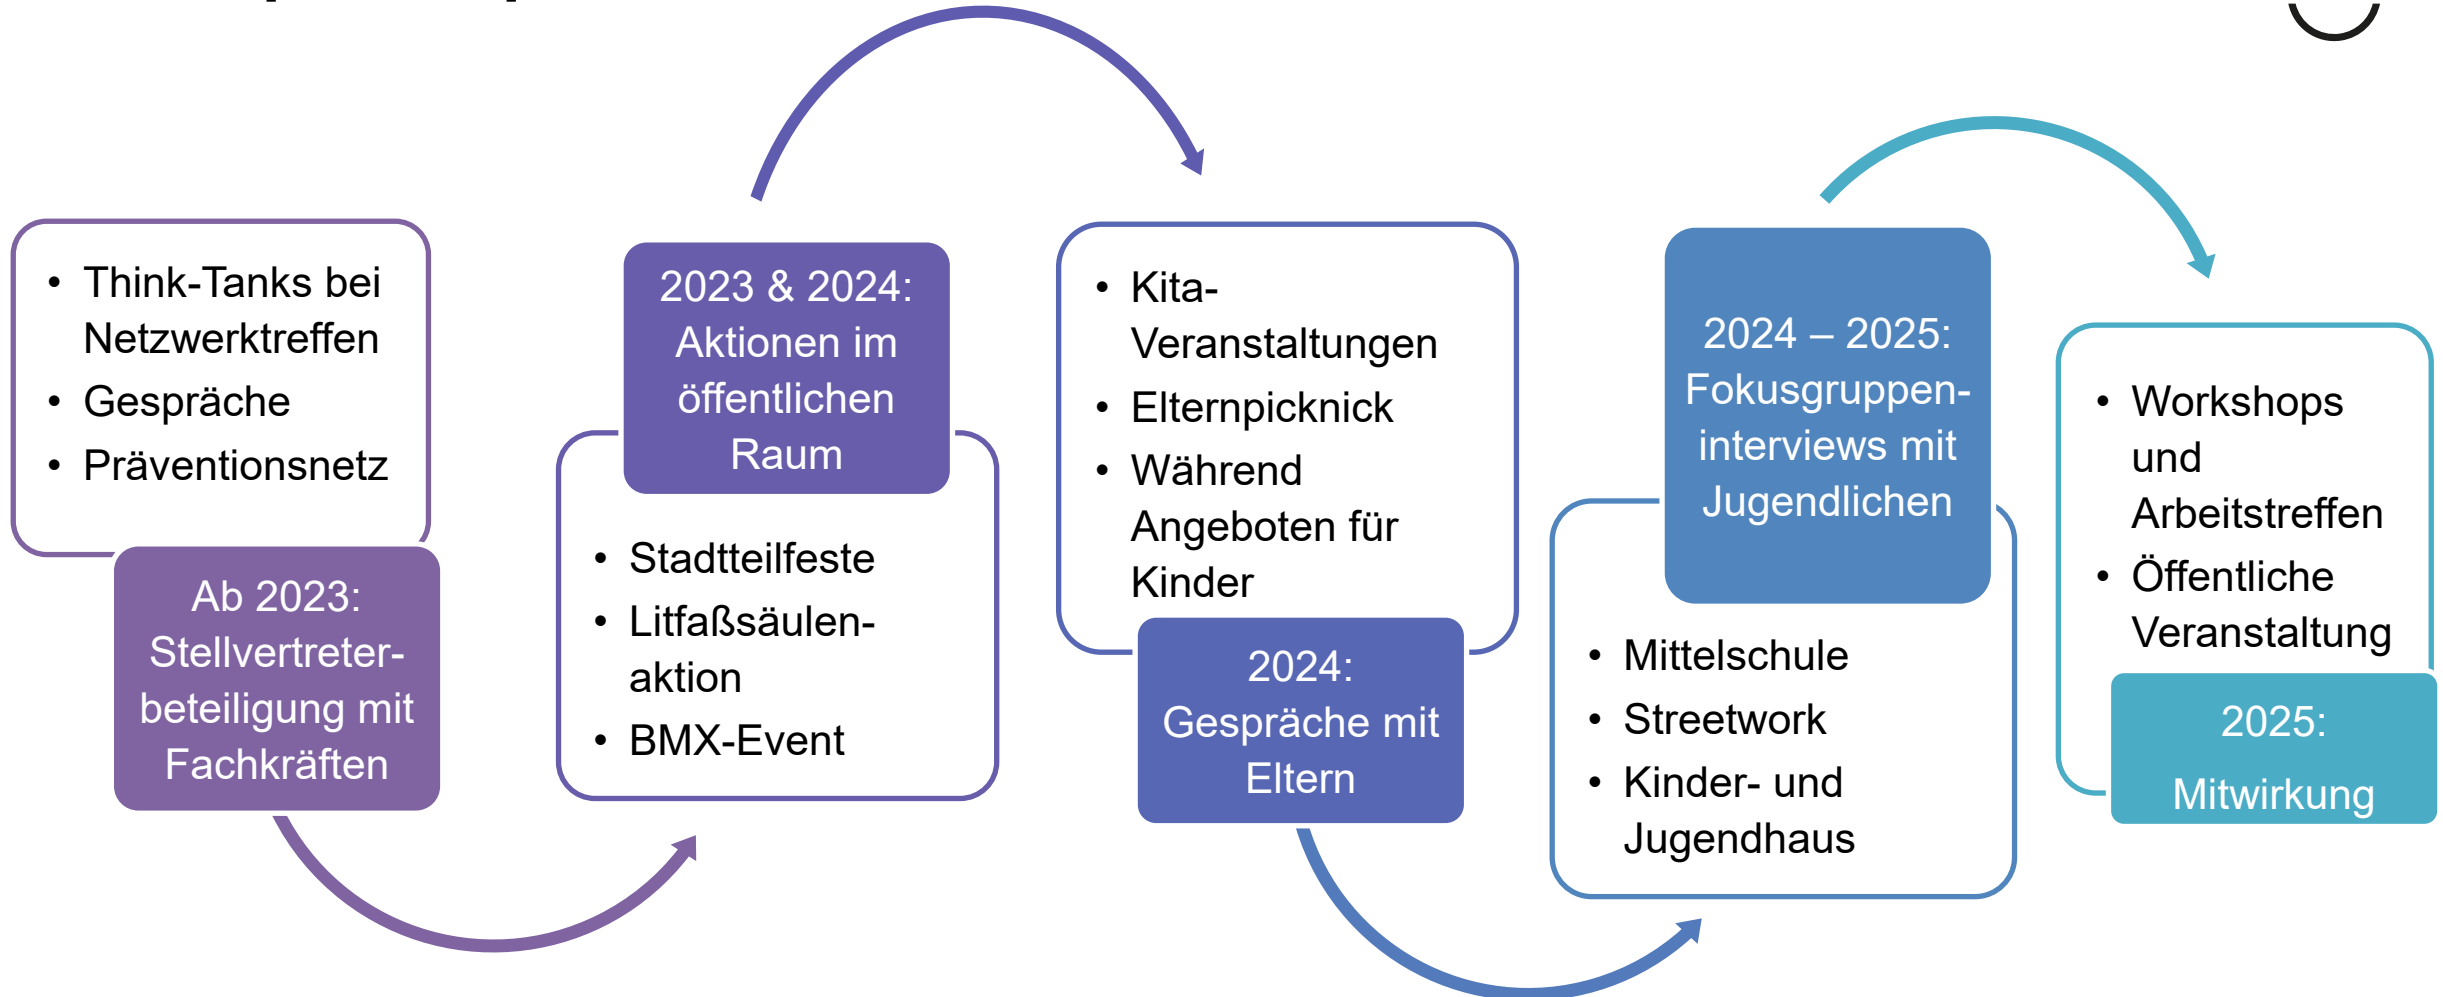 • Think-Tanks bei
Netzwerktreffen
• Gespräche
• Präventionsnetz
Ab 2023:
Stellvertreter-
beteiligung mit
Fachkräften
2023 & 2024:
Aktionen im
öffentlichen
Raum
• Stadtteilfeste
• Litfaßsäulen-
aktion
• BMX-Event
• Kita-
Veranstaltungen
• Elternpicknick
• Während
Angeboten für
Kinder
2024:
Gespräche mit
Eltern
2024 – 2025:
Fokusgruppen-
interviews mit
Jugendlichen
• Mittelschule
• Streetwork
• Kinder- und
Jugendhaus
• Workshops
und
Arbeitstreffen
• Öffentliche
Veranstaltung
2025:
Mitwirkung